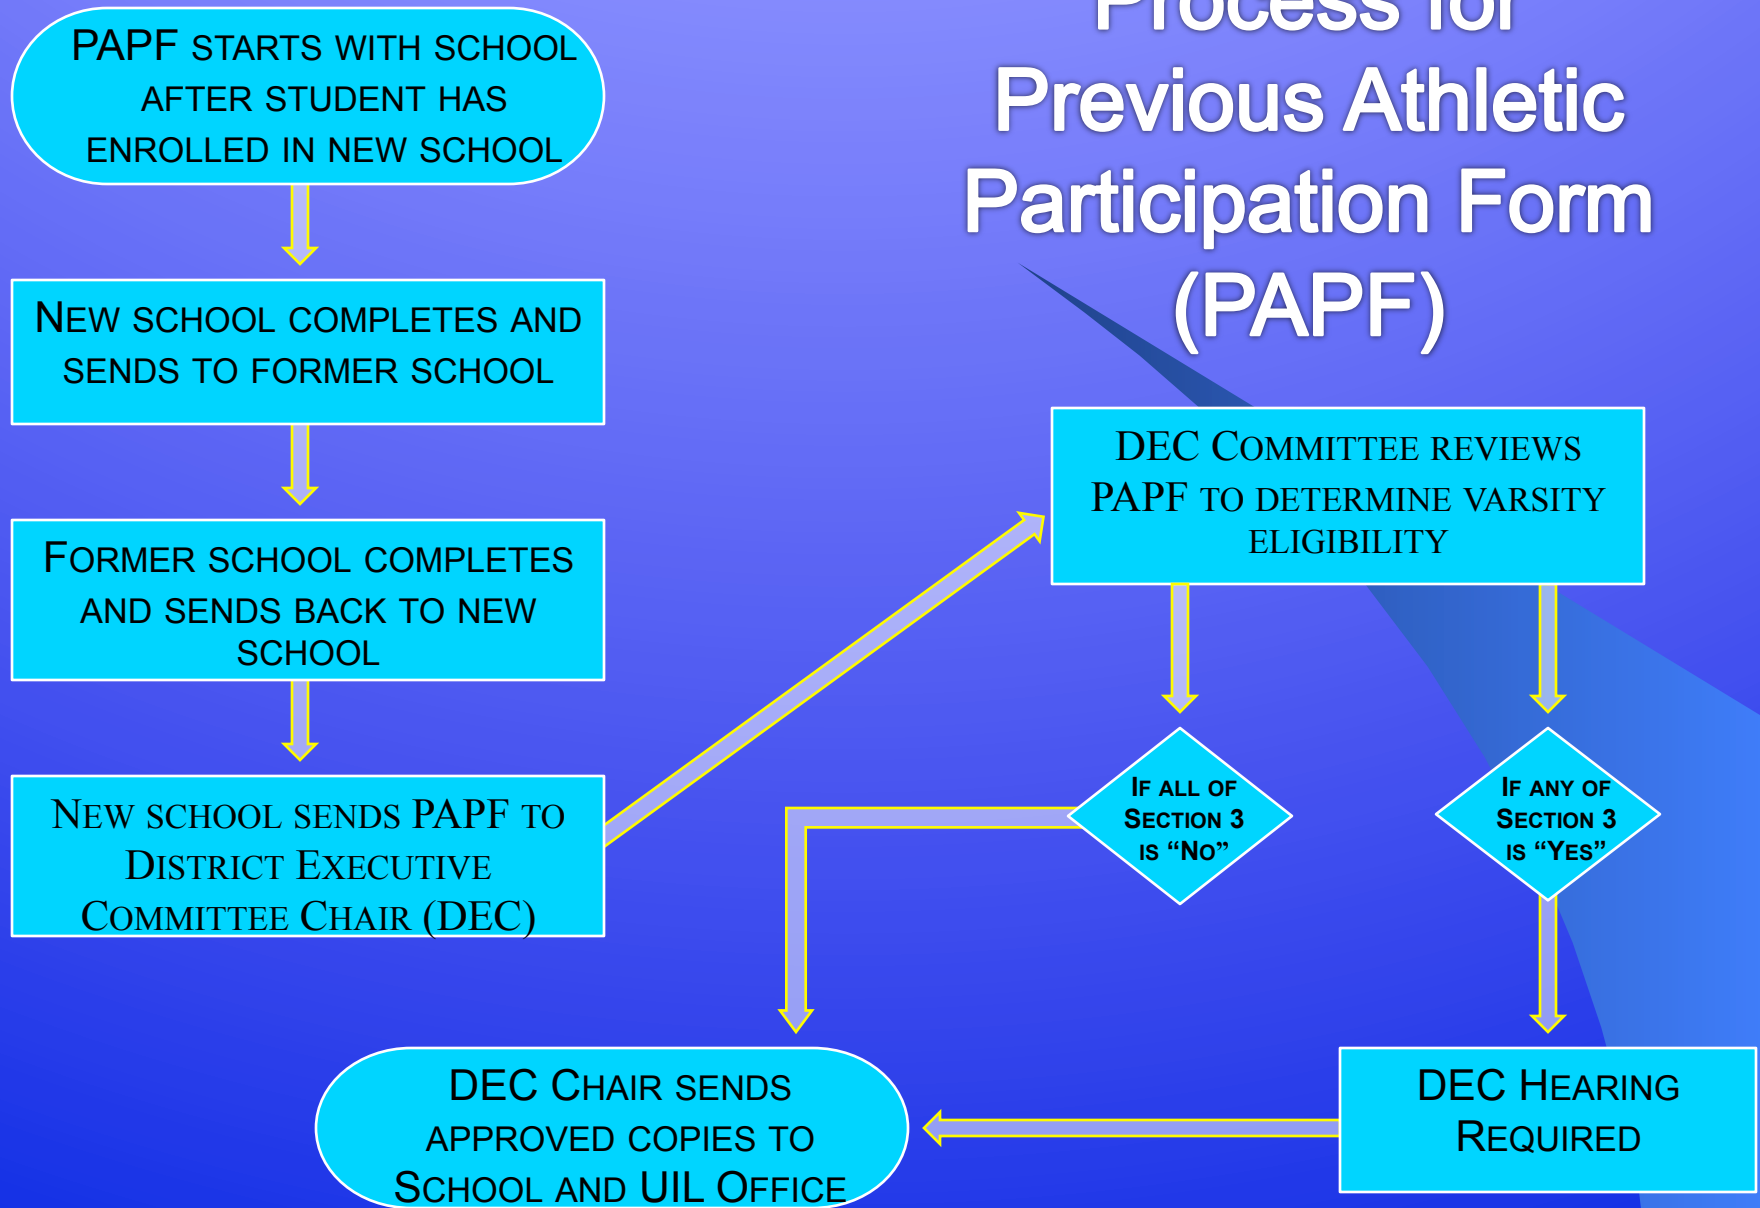 Process for
Previous Athletic
Participation Form
(PAPF)
PAPF STARTS WITH SCHOOL
AFTER STUDENT HAS
ENROLLED IN NEW SCHOOL
NEW SCHOOL COMPLETES AND
SENDS TO FORMER SCHOOL
FORMER SCHOOL COMPLETES
AND SENDS BACK TO NEW
SCHOOL
NEW SCHOOL SENDS PAPF TO
DISTRICT EXECUTIVE
COMMITTEE CHAIR (DEC)
DEC COMMITTEE REVIEWS
PAPF TO DETERMINE VARSITY
ELIGIBILITY
IF ALL OF
SECTION 3
IS “NO”
IF ANY OF
SECTION 3
IS “YES”
DEC HEARING
REQUIRED
DEC CHAIR SENDS
APPROVED COPIES TO
SCHOOL AND UIL OFFICE